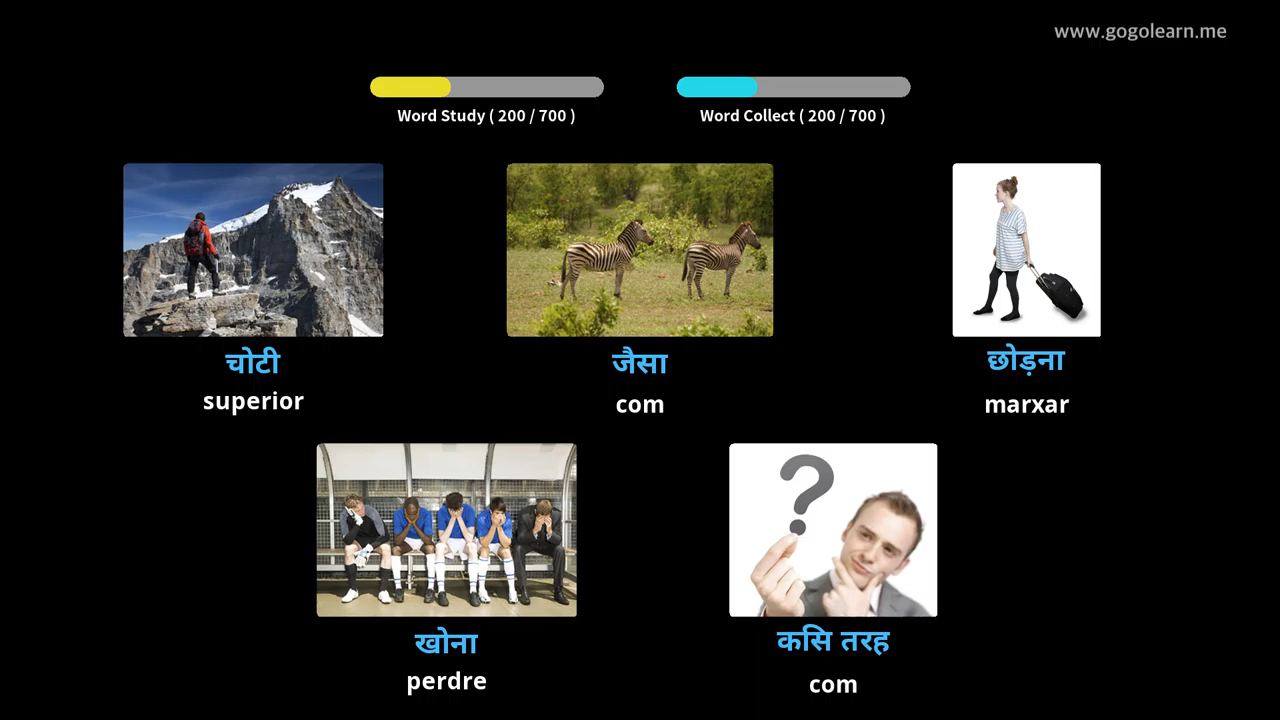 www.gogolearn.me
Word Study ( 200 / 700 )
Word Collect ( 200 / 700 )
चोटी
superior
जैसा
com
छोड़ना
marxar
खोना
perdre
कसि तरह
com